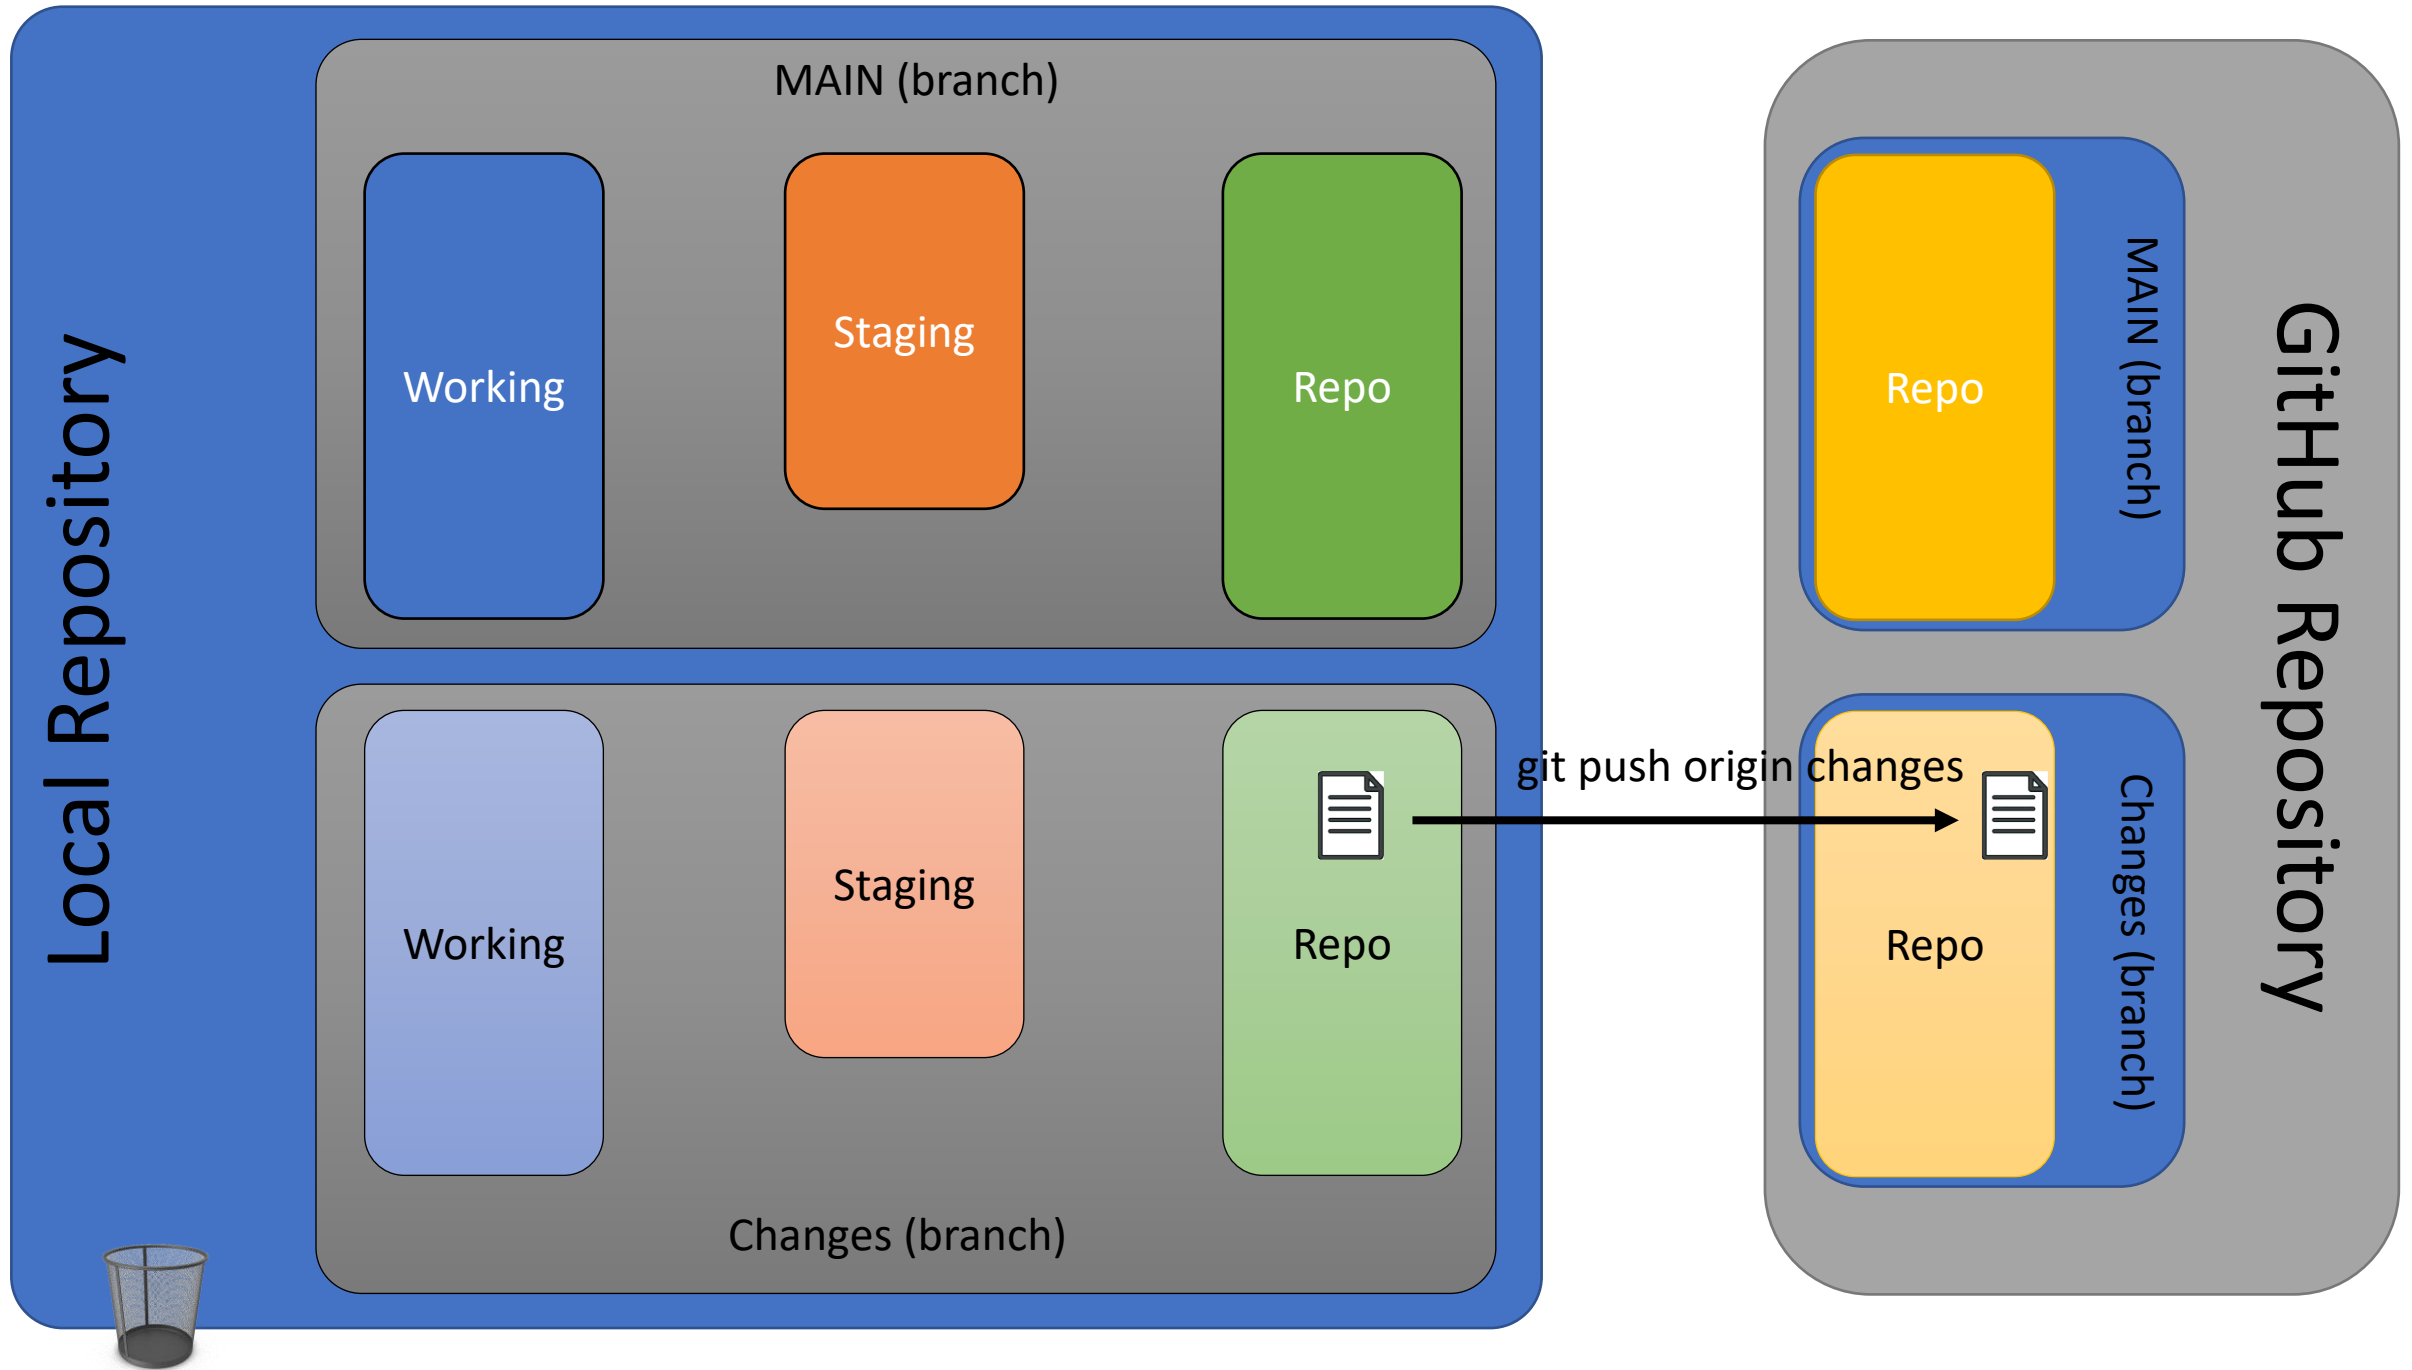 Local Repository
MAIN (branch)
Working
Staging
Repo
Working
Staging
Repo
Changes (branch)
git push origin changes
Repo
MAIN (branch)
Repo
Changes (branch)
GitHub Repository